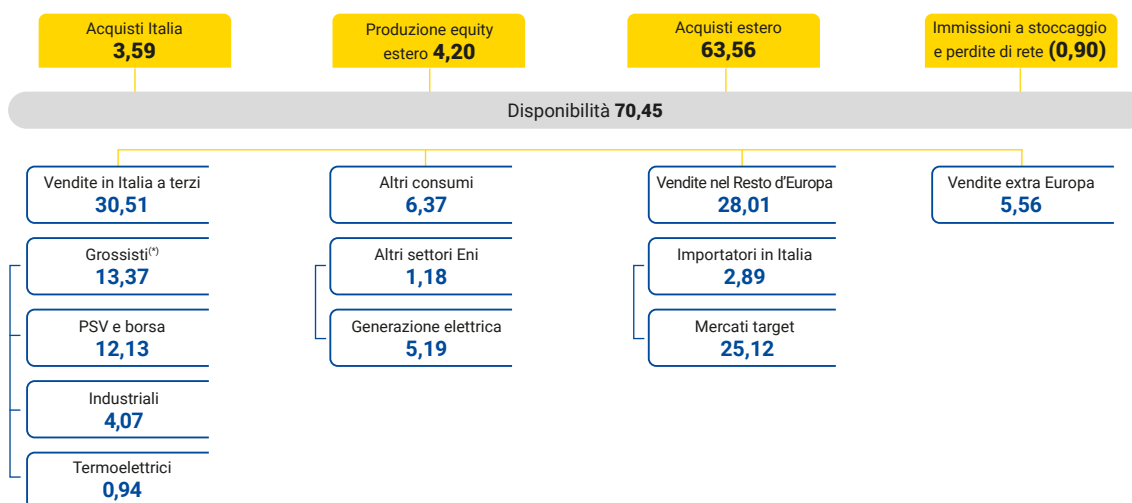 Acquisti Italia
3,59
Produzione equity
estero 4,20
Acquisti estero
63,56
Immissioni a stoccaggio
e perdite di rete (0,90)
Disponibilità 70,45
Vendite in Italia a terzi
30,51
Altri consumi
6,37
Vendite nel Resto d'Europa
28,01
Vendite extra Europa
5,56
Grossisti(*)
13,37
Altri settori Eni
1,18
Importatori in Italia
2,89
PSV e borsa
12,13
Generazione elettrica
5,19
Mercati target
25,12
Industriali
4,07
Termoelettrici
0,94